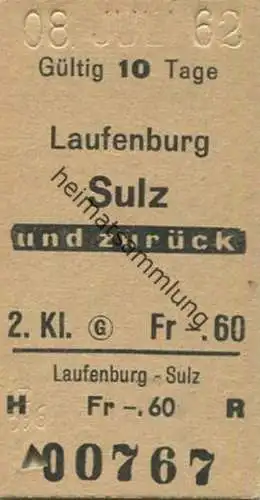 08. JUL. 62
Gültig 10 Tage
Laufenburg
Sulz
und zurück
heimatsammlung.de
2. Kl. G Fr -.60
Laufenburg - Sulz
H Fr -.60 R
00767